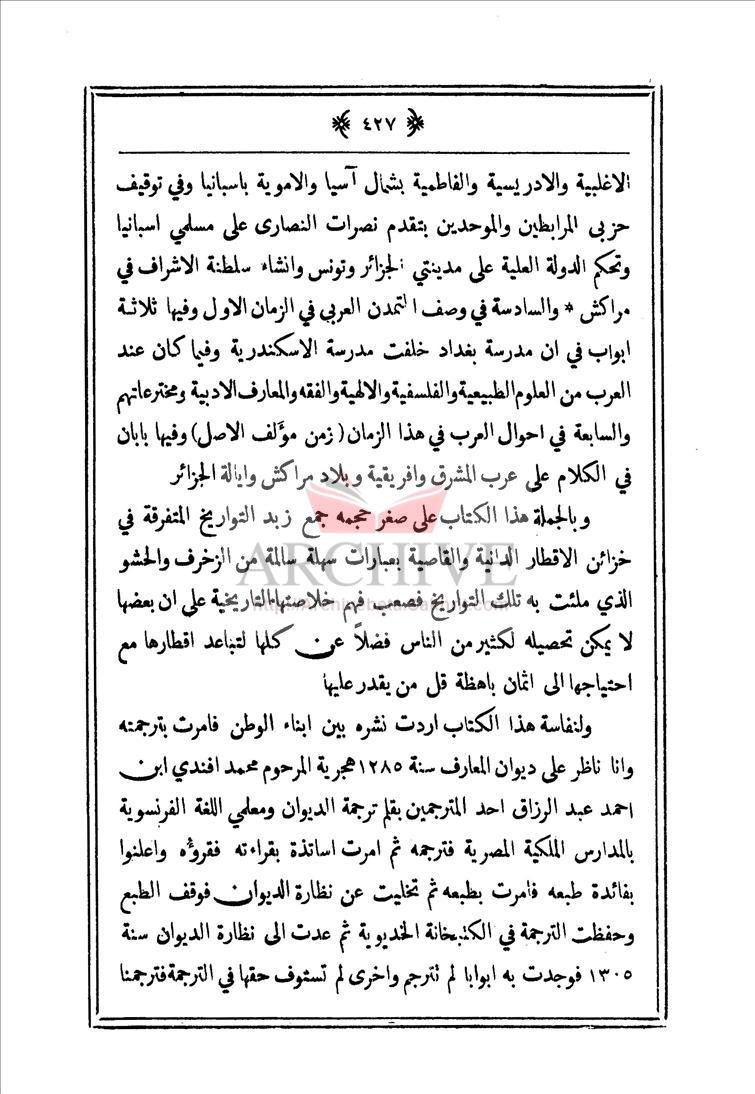 ﴿ ٤٢٧ ﴾
الاغلبية والادريسية والفاطمية بشمال آسيا والاموية باسبانيا وفي توقيف
حزبى المرابطين والموحدين بتقدم نصرات النصارى على مسلمي اسبانيا
وتحكم الدولة العلية على مدينتي الجزائر وتونس وانشاء سلطنة الاشراف في
مراكش * والسادسة في وصف التمدن العربي في الزمان الاول وفيها ثلاثة
ابواب في ان مدرسة بغداد خلفت مدرسة الاسكندرية وفيما كان عند
العرب من العلوم الطبيعية والفلسفية والالهية والفقه والمعارف الادبية ومخترعاتهم
والسابعة في احوال العرب في هذا الزمان ( زمن مؤلف الاصل) وفيها بابان
في الكلام على عرب المشرق وافريقية وبلاد مراكش وايالة الجزائر
وبالجملة هذا الكتاب على صغر حجمه جمع زبد التواريخ المتفرقة في
خزائن الاقطار الدانية والقاصية بعبارات سهلة سالمة من الزخرف والحشو
الذي ملئت به تلك التواريخ فصعب فهم خلاصتها التاريخية على ان بعضها
لا يمكن تحصيله لكثير من الناس فضلاً عن كلها لتباعد اقطارها مع
احتياجها الى اثمان باهظة قل من يقدر عليها
ولنفاسة هذا الكتاب اردت نشره بين ابناء الوطن فامرت بترجمته
وانا ناظر على ديوان المعارف سنة ١٢٨٥ هجرية المرحوم محمد افندي ابن
احمد عبد الرزاق احد المترجمين بقلم ترجمة الديوان ومعلمي اللغة الفرنسوية
بالمدارس الملكية المصرية فترجمه ثم امرت اساتذة بقراءته فقروؤه واعلنوا
بفائدة طبعه فامرت بطبعه ثم تخليت عن نظارة الديوان فوقف الطبع
وحفظت الترجمة في الكتبخانة الخديوية ثم عدت الى نظارة الديوان سنة
١٣٠٥ فوجدت به ابوابا لم تترجم واخرى لم تستوف حقها في الترجمة فترجمنا
ARCHIVE